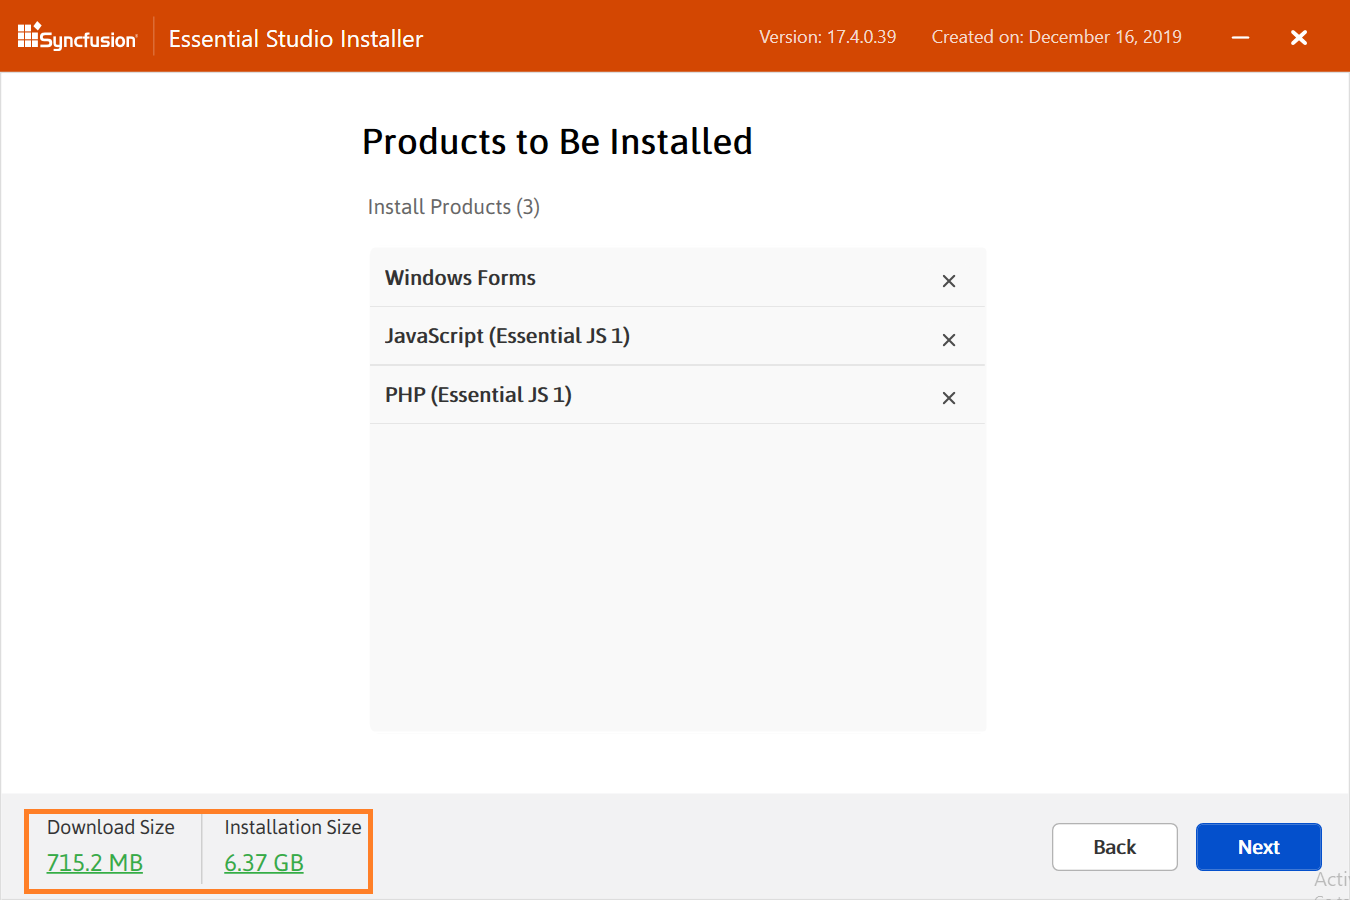 Syncfusion
Essential Studio Installer
Version: 17.4.0.39
Created on: December 16, 2019
Products to Be Installed
Install Products (3)
Windows Forms
JavaScript (Essential JS 1)
PHP (Essential JS 1)
Download Size
Installation Size
715.2 MB
6.37 GB
Back
Next